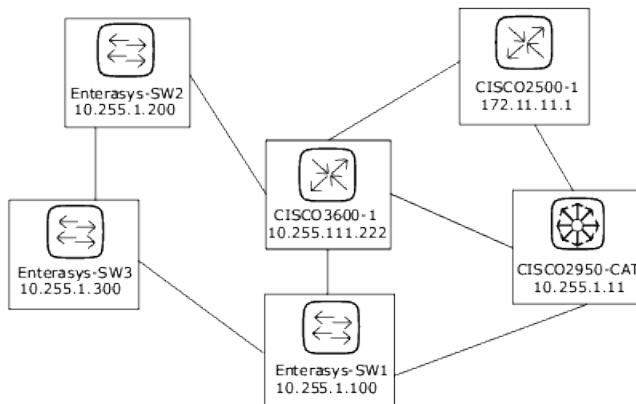 Enterasys-SW2
10.255.1.200
CISCO2500-1
172.11.11.1
CISCO3600-1
10.255.111.222
Enterasys-SW3
10.255.1.300
CISCO2950-CAT
10.255.1.11
Enterasys-SW1
10.255.1.100